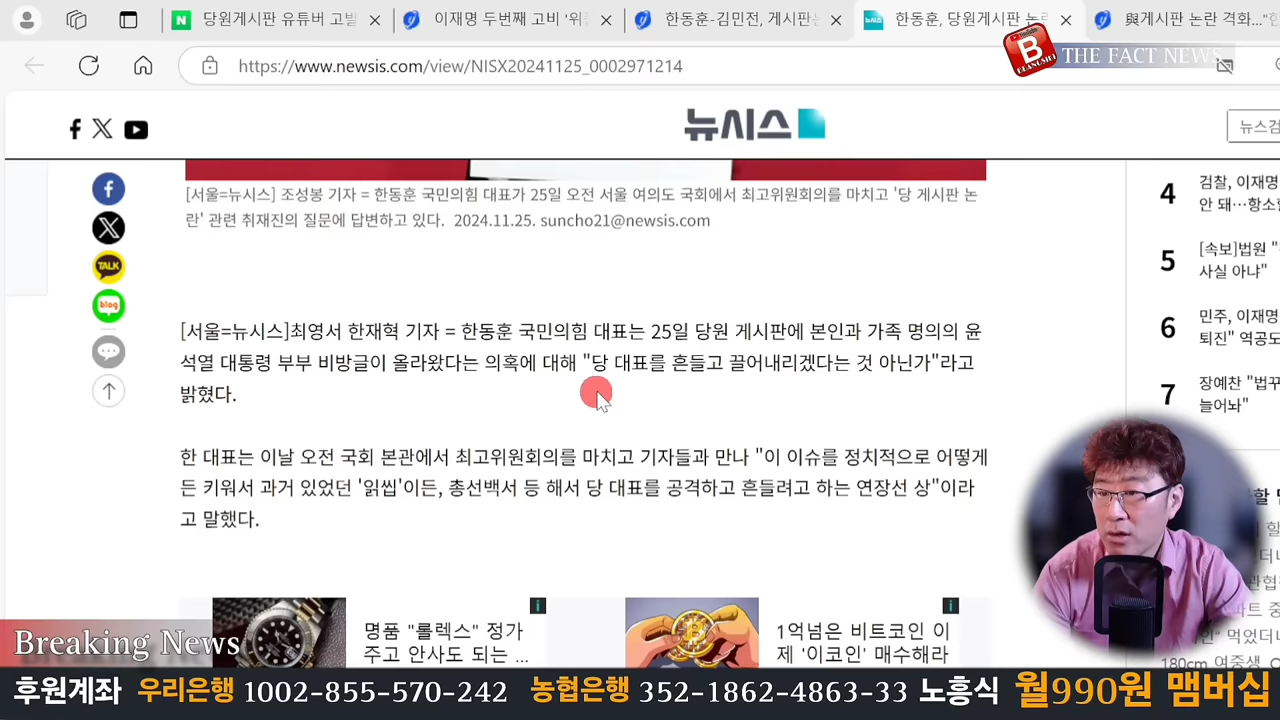 당원게시판 유튜버 고발
이재명 두번째 고비 '위증
한동훈-김민전, 게시판논
한동훈, 당원게시판 논란
與게시판 논란 격화..."한
https://www.newsis.com/view/NISX20241125_0002971214
THE FACT NEWS
뉴시스
뉴스검
[서울=뉴시스] 조성봉 기자 = 한동훈 국민의힘 대표가 25일 오전 서울 여의도 국회에서 최고위원회의를 마치고 '당 게시판 논
란' 관련 취재진의 질문에 답변하고 있다. 2024.11.25. suncho21@newsis.com
TALK
blog
[서울=뉴시스]최영서 한재혁 기자 = 한동훈 국민의힘 대표는 25일 당원 게시판에 본인과 가족 명의의 윤
석열 대통령 부부 비방글이 올라왔다는 의혹에 대해 "당 대표를 흔들고 끌어내리겠다는 것 아닌가"라고
밝혔다.
한 대표는 이날 오전 국회 본관에서 최고위원회의를 마치고 기자들과 만나 "이 이슈를 정치적으로 어떻게
든 키워서 과거 있었던 '읽씹'이든, 총선백서 등 해서 당 대표를 공격하고 흔들려고 하는 연장선 상"이라
고 말했다.
4 검찰, 이재명
안 돼…항소
5 [속보]법원 "
사실 아냐"
6 민주, 이재명
퇴진" 역공도
7 장예찬 "법꾸
늘어놔"
명품 "롤렉스" 정가
주고 안사도 되는 ...
1억넘은 비트코인 이
제 '이코인' 매수해라
180cm 여중생
Breaking News
후원계좌 우리은행 1002-855-570-242 농협은행 352-1862-4863-33 노흥식 월990원 맴버십